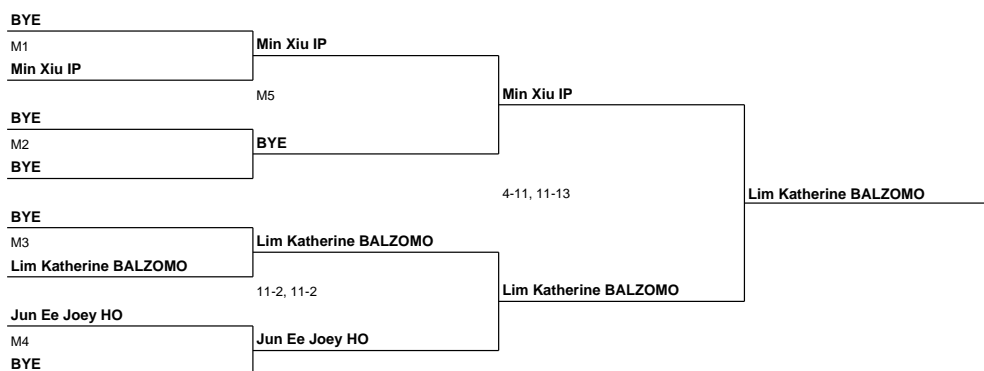 BYE
M1
Min Xiu IP
Min Xiu IP
M5
Min Xiu IP
BYE
M2
BYE
BYE
4-11, 11-13
Lim Katherine BALZOMO
BYE
M3
Lim Katherine BALZOMO
Lim Katherine BALZOMO
11-2, 11-2
Lim Katherine BALZOMO
Jun Ee Joey HO
M4
Jun Ee Joey HO
BYE